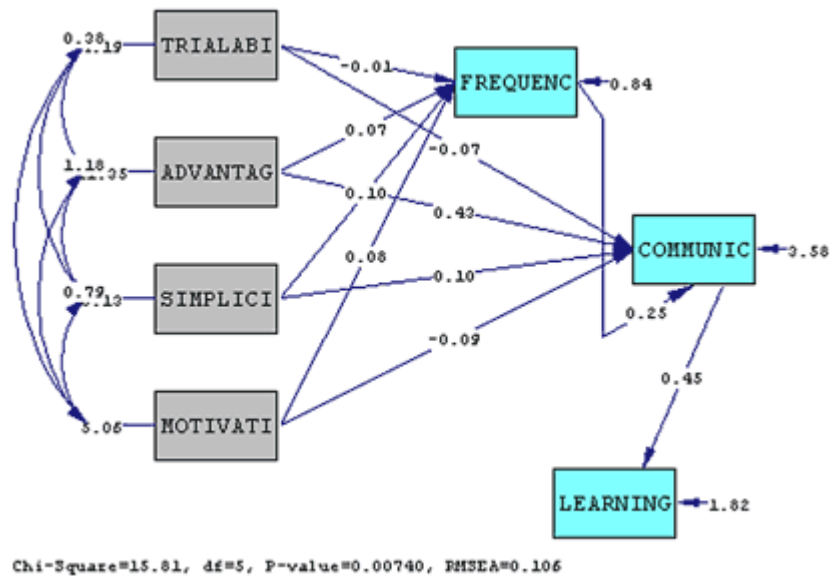 0.38
TRIALABI
-0.01
FREQUENC
0.84
0.07
-0.07
1.18
ADVANTAG
0.10
0.43
COMMUNIC
3.58
0.08
0.10
0.79
SIMPLICI
0.25
-0.09
0.45
5.06
MOTIVATI
LEARNING
1.82
Chi-Square=15.81, df=5, P-value=0.00740, RMSEA=0.106